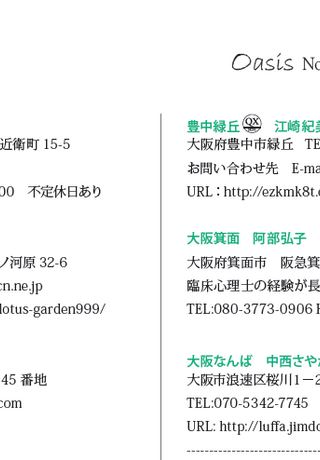 Oasis No
近衛町 15-5
00 不定休日あり
ノ河原 32-6
cn.ne.jp
lotus-garden999/
45 番地
com
豊中緑丘 QX 江崎紀美
大阪府豊中市緑丘 TE
お問い合わせ先 E-ma
URL：http://ezkmk8t.
大阪箕面 阿部弘子
大阪府箕面市 阪急箕
臨床心理士の経験が長
TEL:080-3773-0906 F
大阪なんば 中西さやか
大阪市浪速区桜川1－2
TEL:070-5342-7745
URL: http://luffa.jimdo